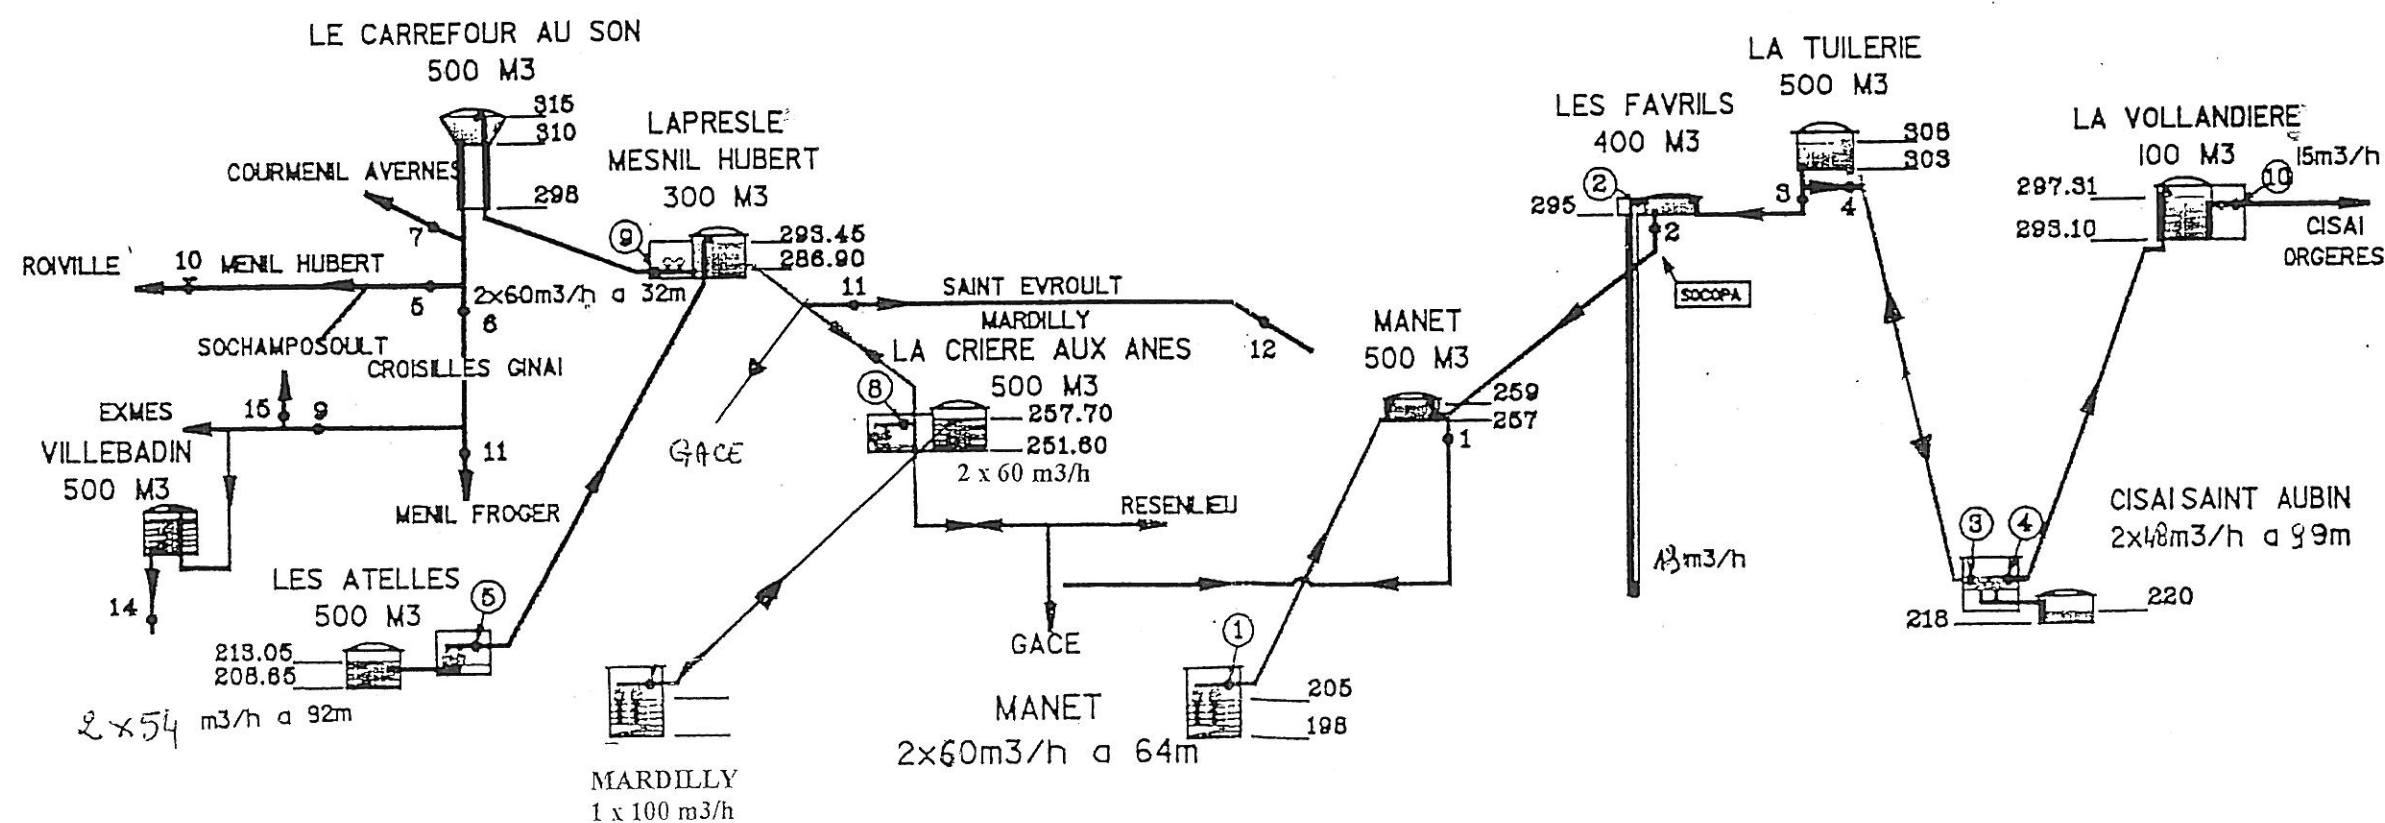 LE CARREFOUR AU SON
500 M3
315
310
298
COURMENIL AVERNES
7
LAPRESLE
MESNIL HUBERT
300 M3
9
293.45
286.90
ROIVILLE
10
MENIL HUBERT
5
2x60m3/h a 32m
6
SOCHAMPOSOULT
CROISILLES GINAI
EXMES
15
9
11
MENIL FROGER
VILLEBADIN
500 M3
14
LES ATELLES
500 M3
5
213.05
208.65
2x54 m3/h a 92m
11
SAINT EVROULT
MARDILLY
12
GACE
LA CRIERE AUX ANES
500 M3
8
257.70
251.60
2 x 60 m3/h
RESENLIEU
GACE
MARDILLY
1 x 100 m3/h
MANET
500 M3
259
257
1
1
205
198
MANET
2x60m3/h a 64m
LES FAVRILS
400 M3
2
295
2
SOCOPA
13m3/h
LA TUILERIE
500 M3
308
303
3
4
LA VOLLANDIERE
100 M3
15m3/h
10
297.31
293.10
CISAI
ORGERES
CISAI SAINT AUBIN
2x48m3/h a 99m
3
4
218
220